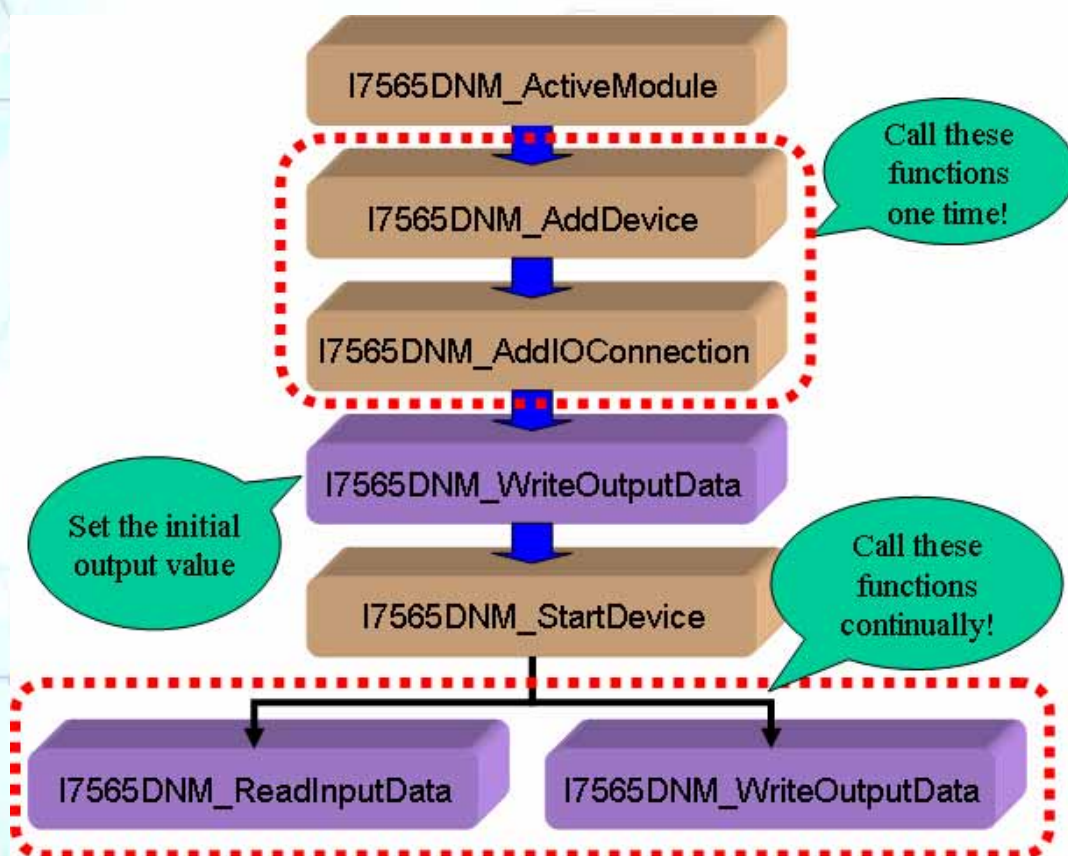 I7565DNM_ActiveModule
Call these
functions
one time!
I7565DNM_AddDevice
I7565DNM_AddIOConnection
I7565DNM_WriteOutputData
Set the initial
output value
Call these
functions
continually!
I7565DNM_StartDevice
I7565DNM_ReadInputData
I7565DNM_WriteOutputData